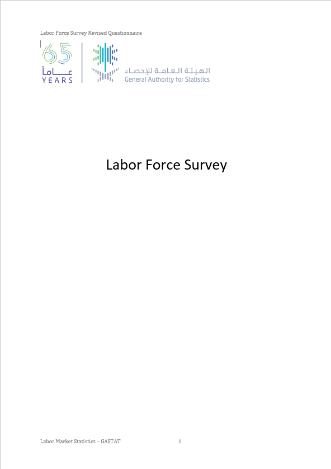 Labor Force Survey Revised Questionnaire
65
عامـــاً
YEARS
الهيئة العامة للإحصاء
General Authority for Statistics
Labor Force Survey
Labor Market Statistics - GASTAT
1